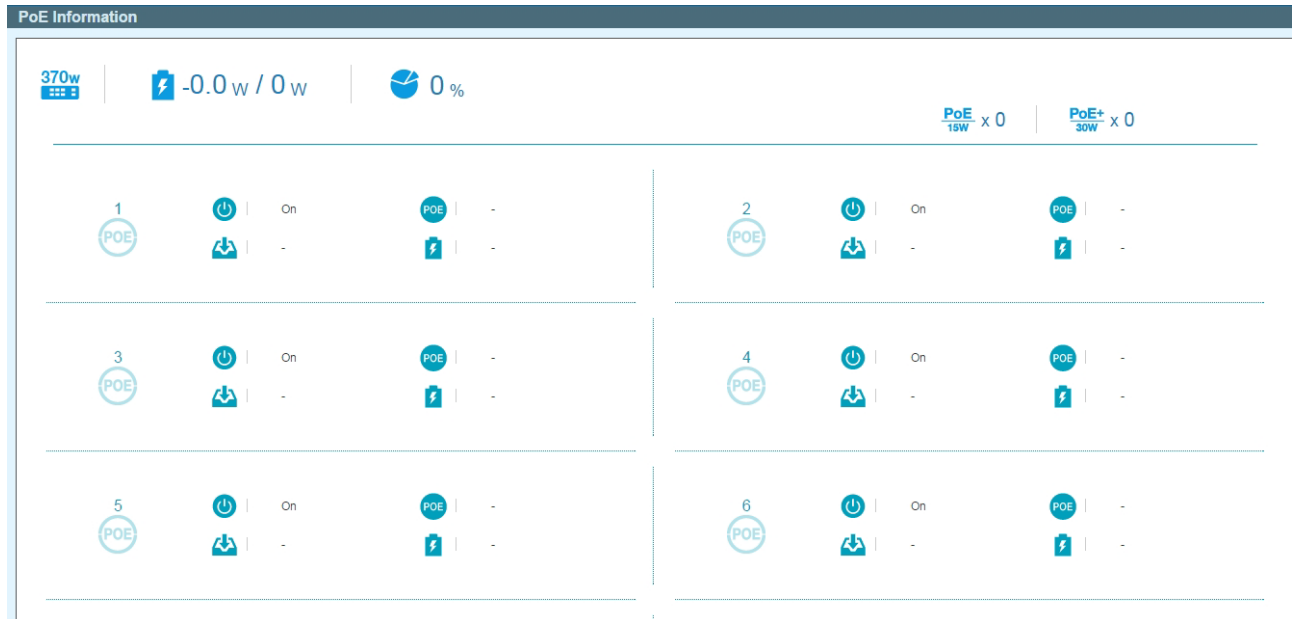 PoE Information
370w
-0.0 W / 0 W
0 %
PoE 15W x 0
PoE+ 30W x 0
1 POE On POE -
- -
2 POE On POE -
- -
3 POE On POE -
- -
4 POE On POE -
- -
5 POE On POE -
- -
6 POE On POE -
- -